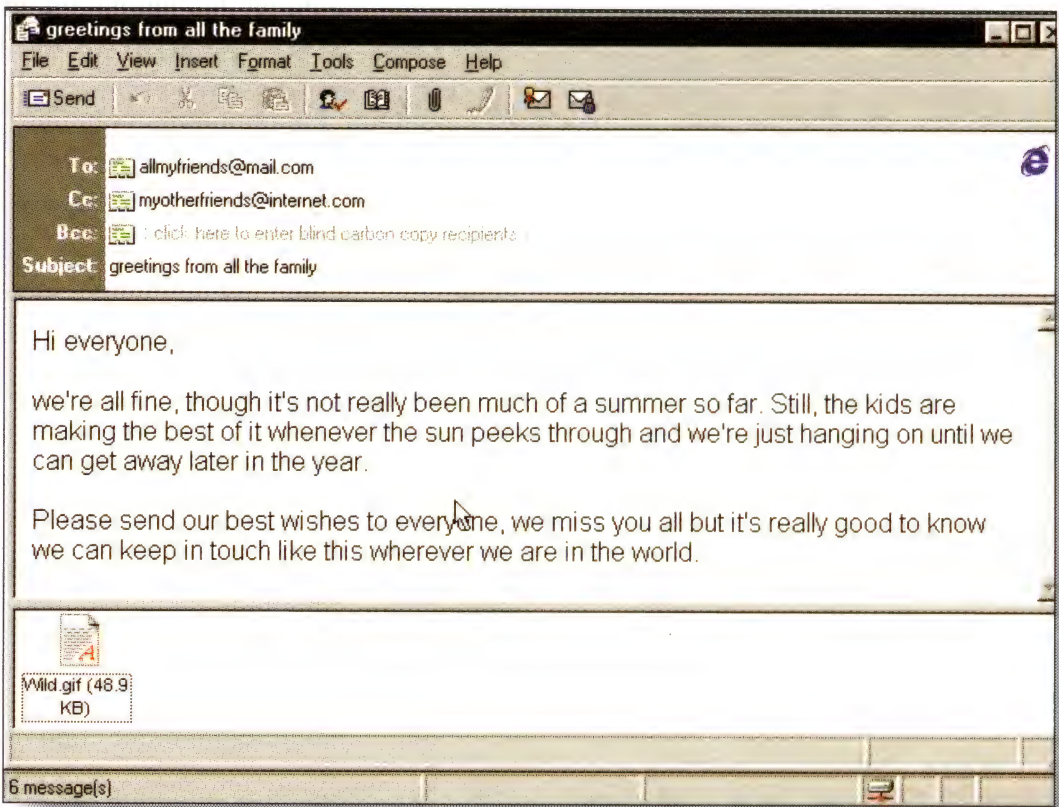 greetings from all the family
File Edit View Insert Format Tools Compose Help
Send
To: allmyfriends@mail.com
Cc: myotherfriends@internet.com
Bcc: click here to enter blind carbon copy recipients
Subject: greetings from all the family
Hi everyone,
we're all fine, though it's not really been much of a summer so far. Still, the kids are
making the best of it whenever the sun peeks through and we're just hanging on until we
can get away later in the year.
Please send our best wishes to everyone, we miss you all but it's really good to know
we can keep in touch like this wherever we are in the world.
Wild.gif (48.9
KB)
6 message(s)